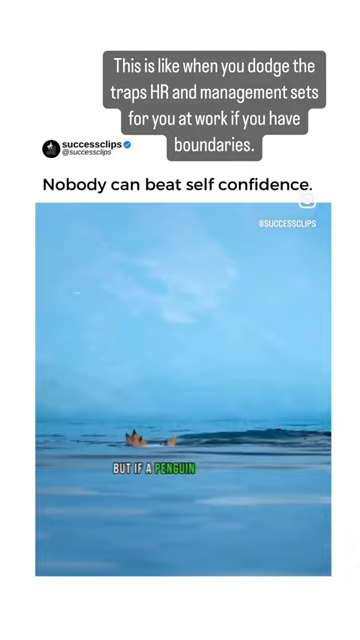 This is like when you dodge the
traps HR and management sets
for you at work if you have
boundaries.
successclips
@successclips
Nobody can beat self confidence.
@SUCCESSCLIPS
BUT IF A PENGUIN